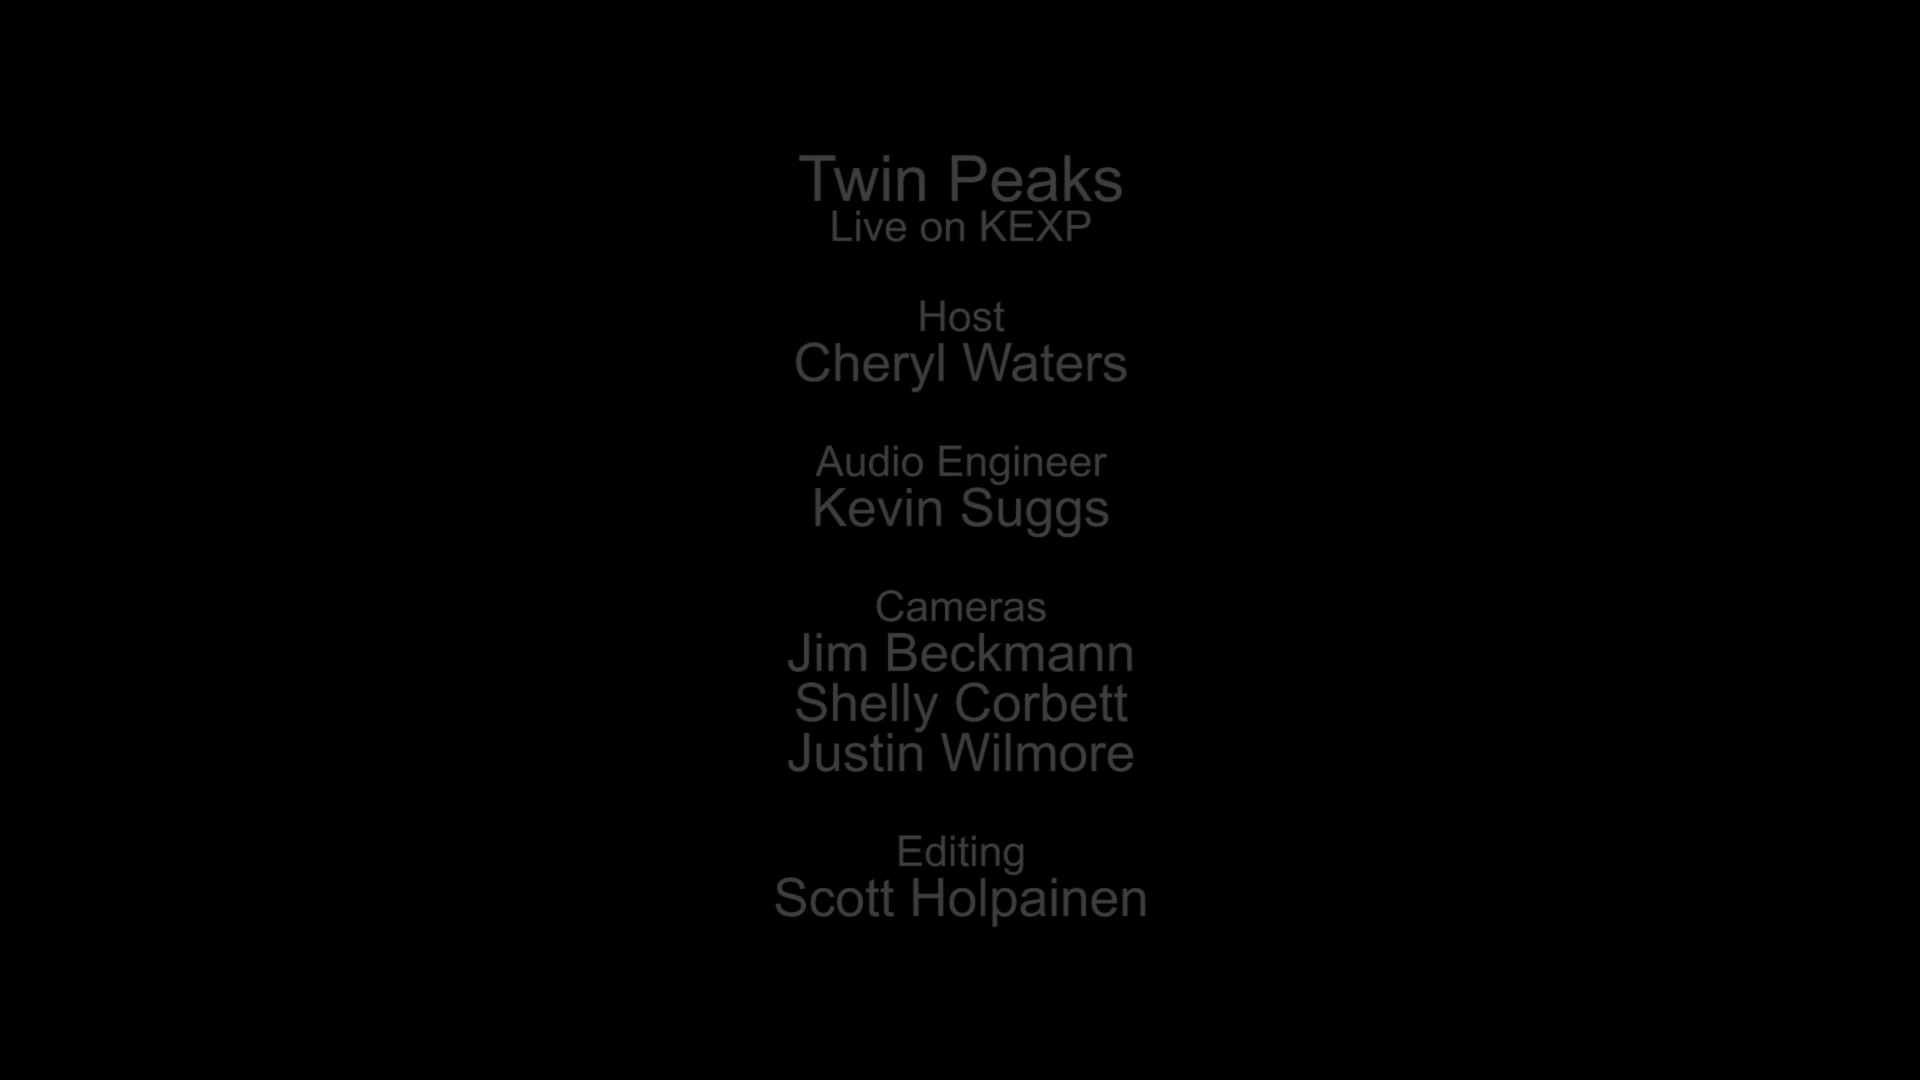 Twin Peaks
Live on KEXP
Host
Cheryl Waters
Audio Engineer
Kevin Suggs
Cameras
Jim Beckmann
Shelly Corbett
Justin Wilmore
Editing
Scott Holpainen